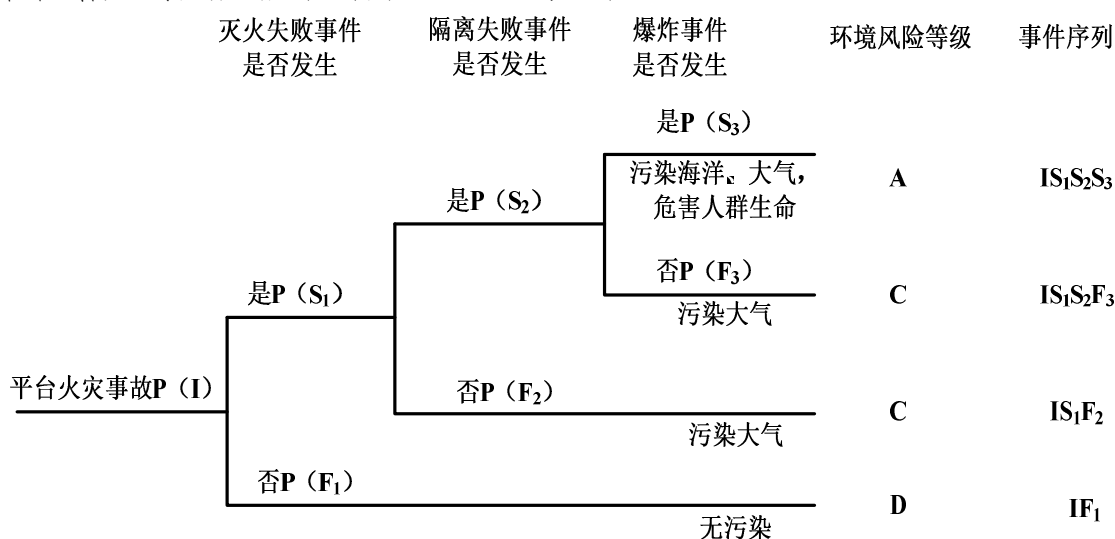 灭火失败事件 隔离失败事件 爆炸事件 环境风险等级 事件序列
是否发生 是否发生 是否发生
是P（S₃）
污染海洋、大气， A IS₁S₂S₃
危害人群生命
是P（S₂）
否P（F₃）
污染大气 C IS₁S₂F₃
是P（S₁）
平台火灾事故P（I）
否P（F₂）
污染大气 C IS₁F₂
否P（F₁）
无污染 D IF₁